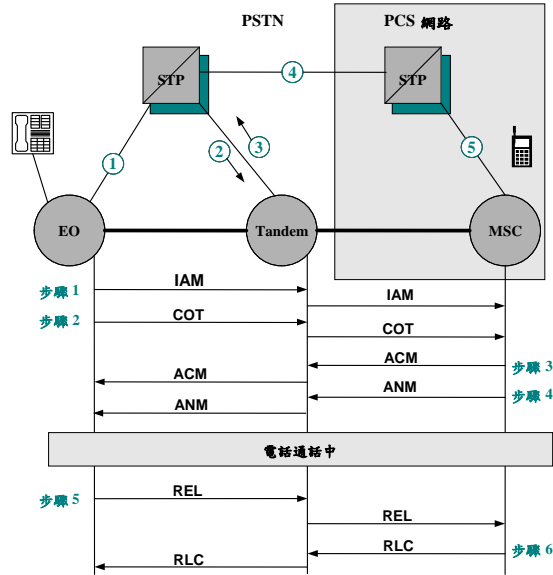 PSTN
PCS 網路
STP
4
STP
1
2
3
5
EO
Tandem
MSC
步驟 1
IAM
IAM
步驟 2
COT
COT
ACM
步驟 3
ACM
ANM
步驟 4
ANM
電話通話中
步驟 5
REL
REL
RLC
步驟 6
RLC